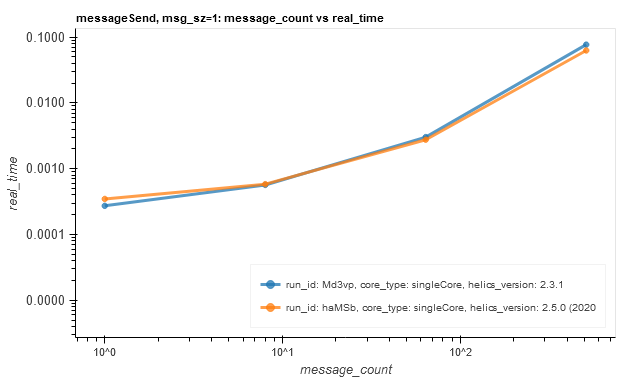 messageSend, msg_sz=1: message_count vs real_time
0.1000
0.0100
0.0010
0.0001
0.0000
real_time
run_id: Md3vp, core_type: singleCore, helics_version: 2.3.1
run_id: haMSb, core_type: singleCore, helics_version: 2.5.0 (2020
10^0
10^1
10^2
message_count